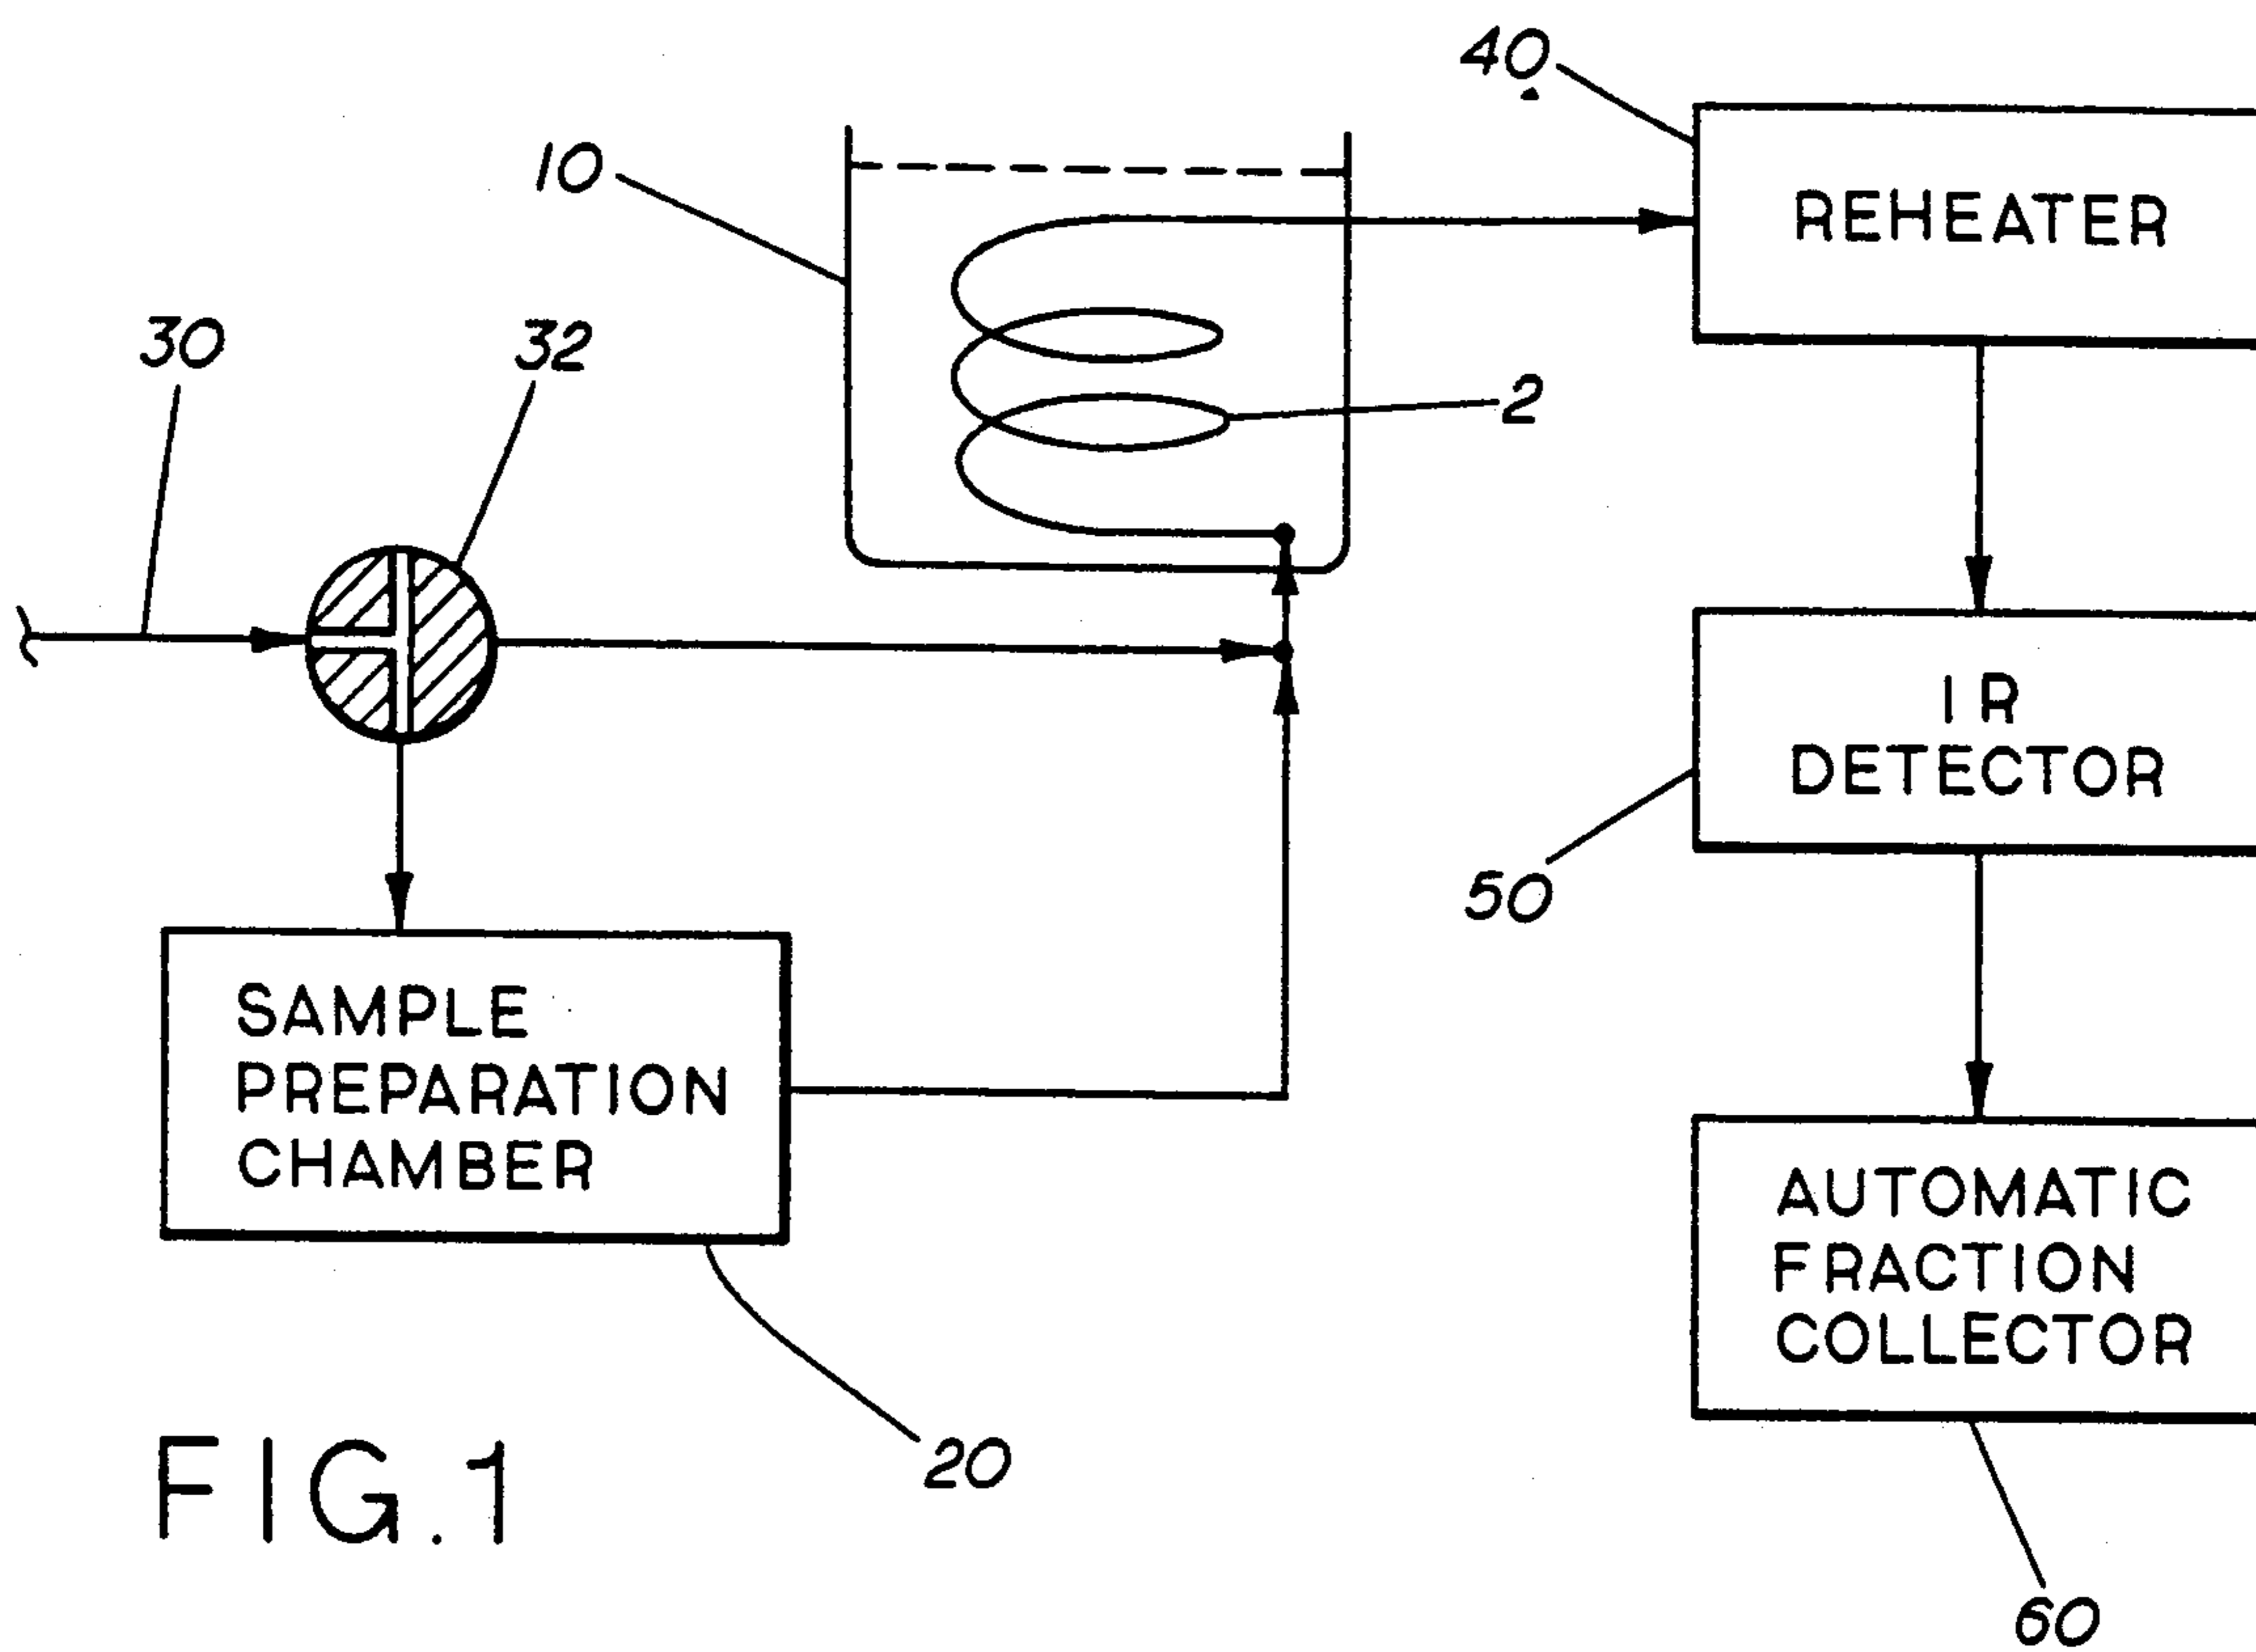 40
10
REHEATER
30
32
2
IR
DETECTOR
50
SAMPLE
PREPARATION
CHAMBER
AUTOMATIC
FRACTION
COLLECTOR
20
FIG.1
60